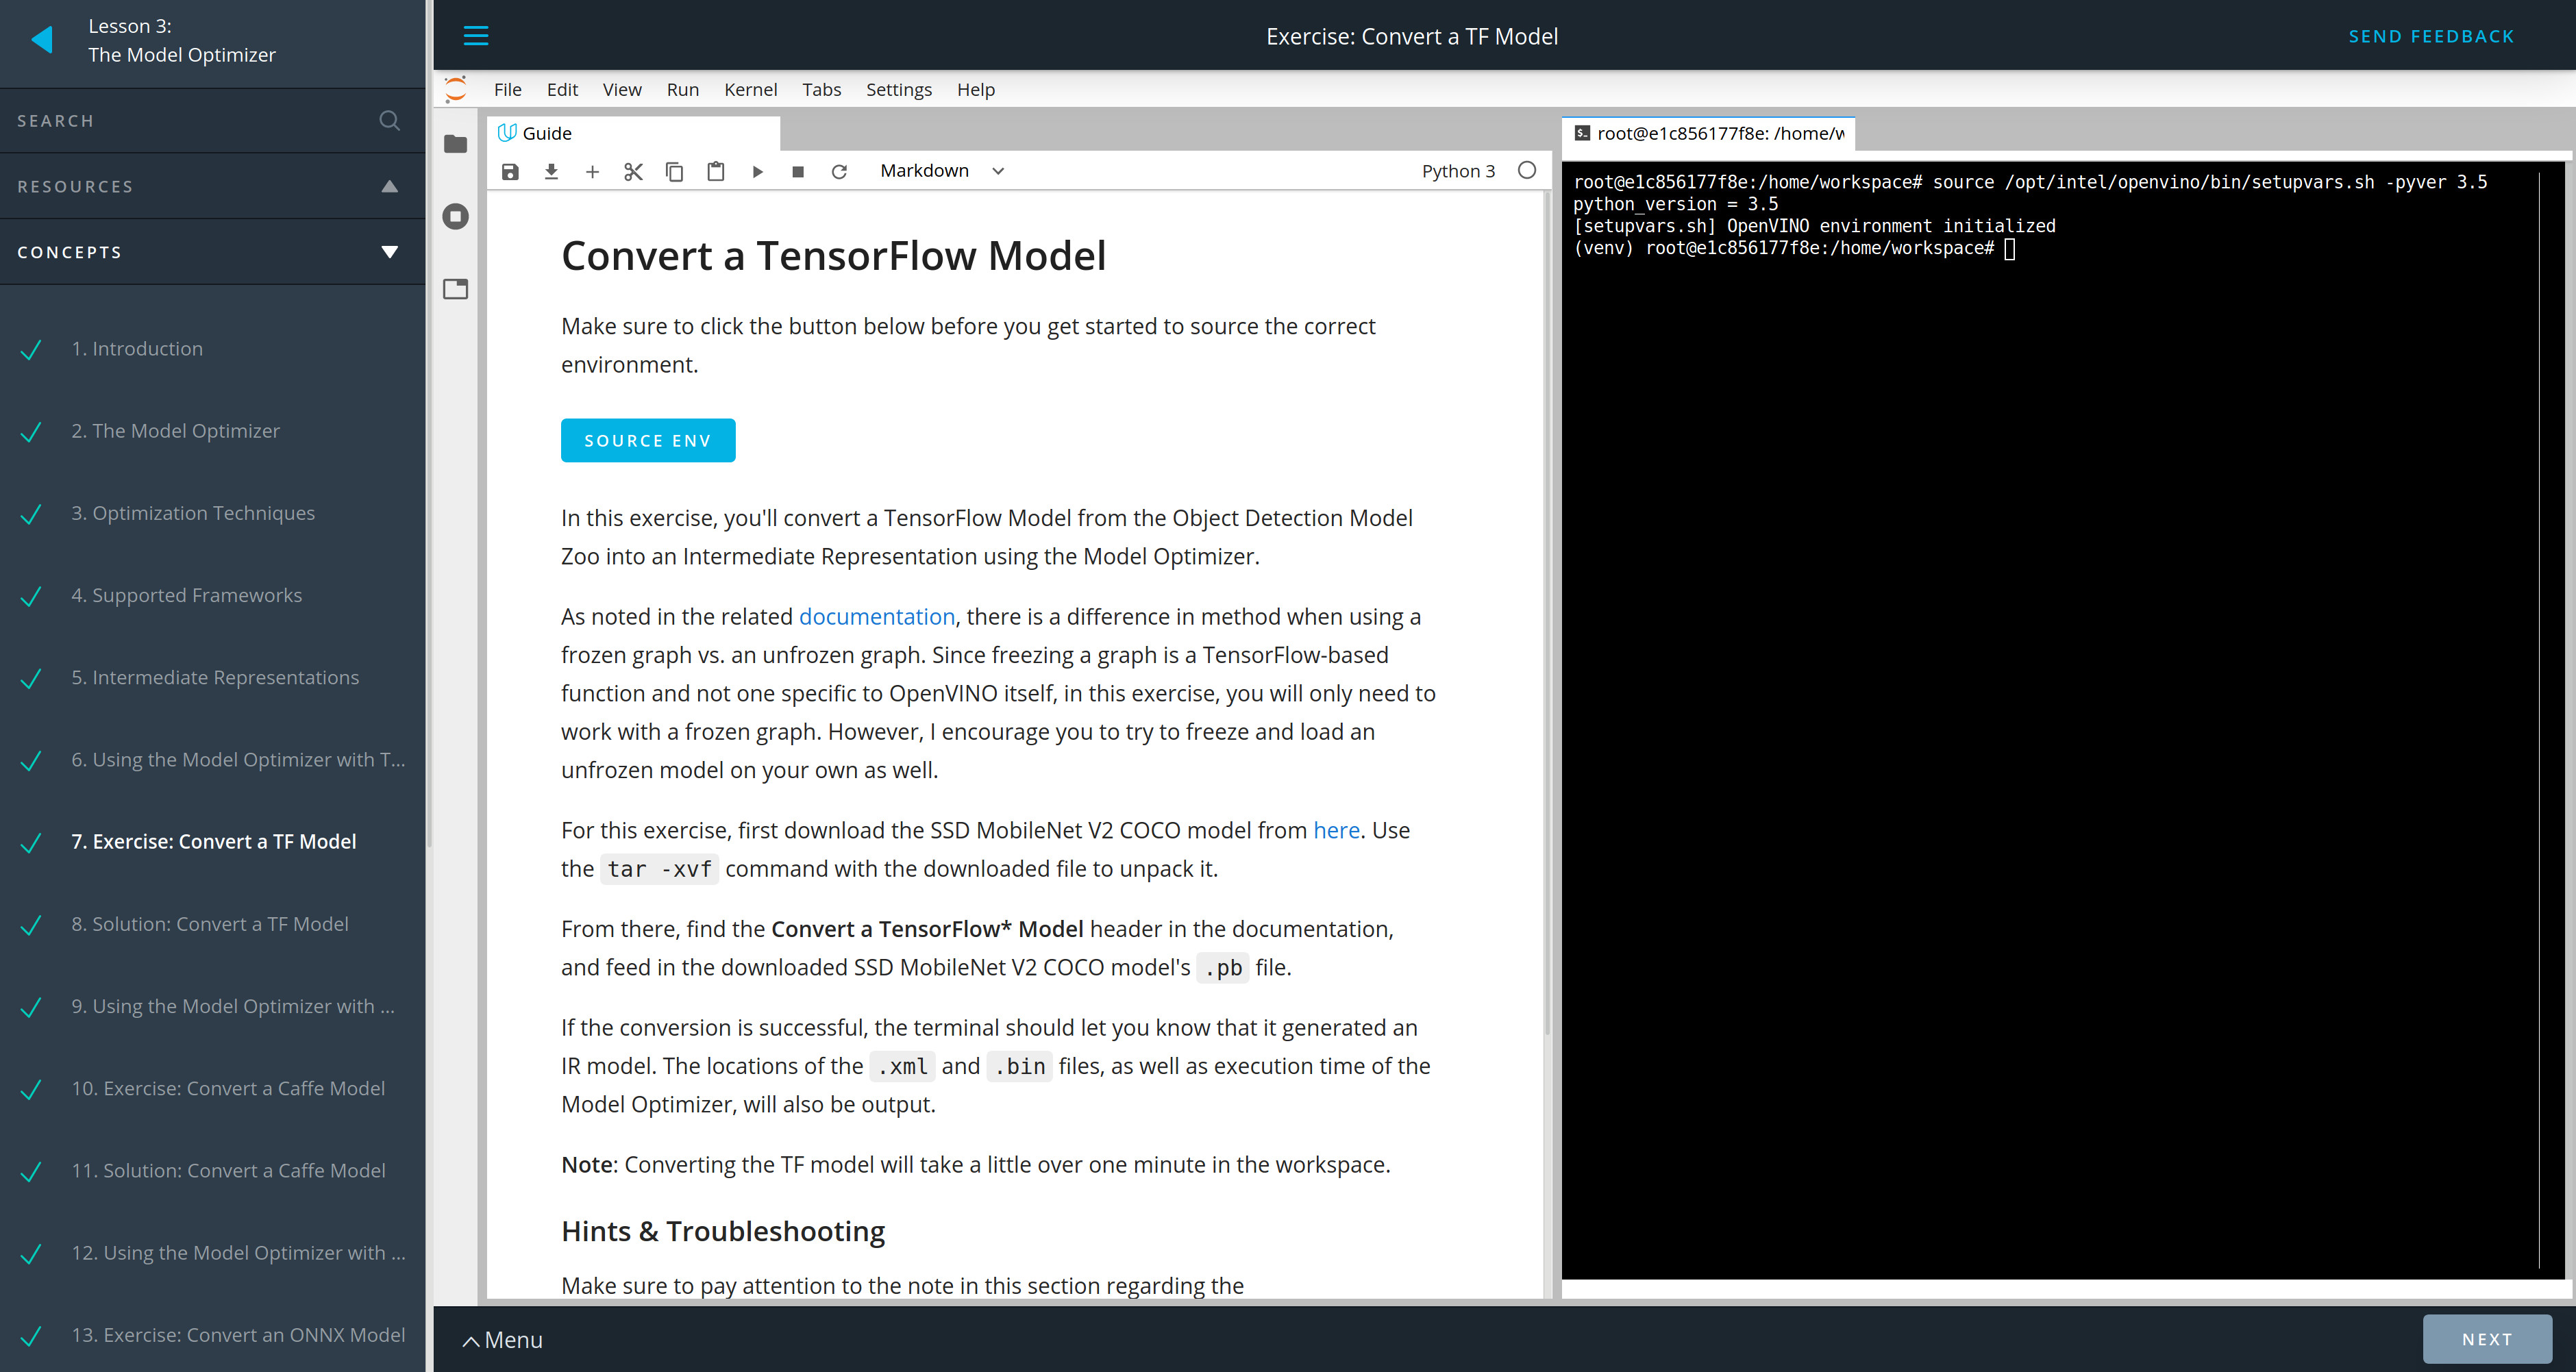 Lesson 3:
The Model Optimizer
SEARCH
RESOURCES
CONCEPTS
1. Introduction
2. The Model Optimizer
3. Optimization Techniques
4. Supported Frameworks
5. Intermediate Representations
6. Using the Model Optimizer with T...
7. Exercise: Convert a TF Model
8. Solution: Convert a TF Model
9. Using the Model Optimizer with ...
10. Exercise: Convert a Caffe Model
11. Solution: Convert a Caffe Model
12. Using the Model Optimizer with ...
13. Exercise: Convert an ONNX Model
Exercise: Convert a TF Model
SEND FEEDBACK
File Edit View Run Kernel Tabs Settings Help
Guide
Markdown
Python 3
Convert a TensorFlow Model
Make sure to click the button below before you get started to source the correct
environment.
SOURCE ENV
In this exercise, you'll convert a TensorFlow Model from the Object Detection Model
Zoo into an Intermediate Representation using the Model Optimizer.
As noted in the related documentation, there is a difference in method when using a
frozen graph vs. an unfrozen graph. Since freezing a graph is a TensorFlow-based
function and not one specific to OpenVINO itself, in this exercise, you will only need to
work with a frozen graph. However, I encourage you to try to freeze and load an
unfrozen model on your own as well.
For this exercise, first download the SSD MobileNet V2 COCO model from here. Use
the tar -xvf command with the downloaded file to unpack it.
From there, find the Convert a TensorFlow* Model header in the documentation,
and feed in the downloaded SSD MobileNet V2 COCO model's .pb file.
If the conversion is successful, the terminal should let you know that it generated an
IR model. The locations of the .xml and .bin files, as well as execution time of the
Model Optimizer, will also be output.
Note: Converting the TF model will take a little over one minute in the workspace.
Hints & Troubleshooting
Make sure to pay attention to the note in this section regarding the
root@e1c856177f8e: /home/w
root@e1c856177f8e:/home/workspace# source /opt/intel/openvino/bin/setupvars.sh -pyver 3.5
python_version = 3.5
[setupvars.sh] OpenVINO environment initialized
(venv) root@e1c856177f8e:/home/workspace#
Menu
NEXT